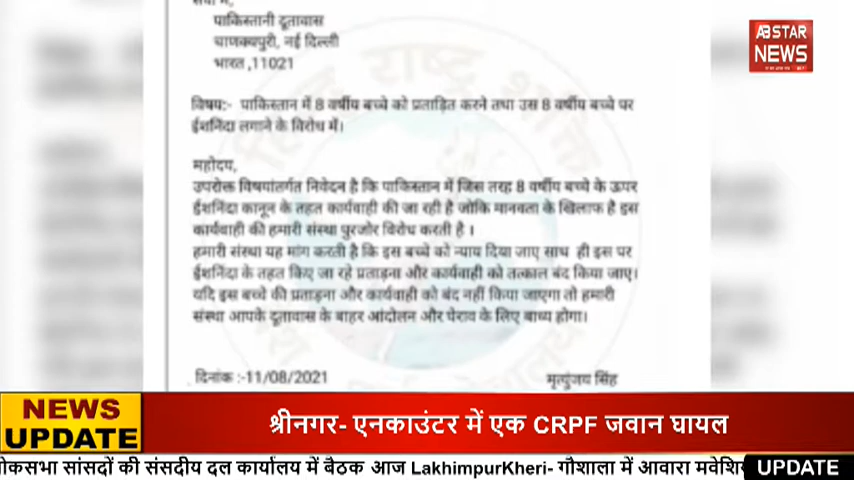 सेवा में,
पाकिस्तानी दूतावास
चाणक्यपुरी, नई दिल्ली
भारत ,11021
विषय:- पाकिस्तान में 8 वर्षीय बच्चे को प्रताड़ित करने तथा उस 8 वर्षीय बच्चे पर
ईशनिंदा लगाने के विरोध में।
महोदय,
उपरोक्त विषयांतर्गत निवेदन है कि पाकिस्तान में जिस तरह 8 वर्षीय बच्चे के ऊपर
ईशनिंदा कानून के तहत कार्यवाही की जा रही है जोकि मानवता के खिलाफ है इस
कार्यवाही की हमारी संस्था पुरजोर विरोध करती है ।
हमारी संस्था यह मांग करती है कि इस बच्चे को न्याय दिया जाए साथ ही इस पर
ईशनिंदा के तहत किए जा रहे प्रताड़ना और कार्यवाही को तत्काल बंद किया जाए।
यदि इस बच्चे की प्रताड़ना और कार्यवाही को बंद नहीं किया जाएगा तो हमारी
संस्था आपके दूतावास के बाहर आंदोलन और घेराव के लिए बाध्य होगा।
दिनांक :-11/08/2021 मृत्युंजय सिंह
AB STAR
NEWS
NEWS
UPDATE
श्रीनगर- एनकाउंटर में एक CRPF जवान घायल
सांसदों की संसदीय दल कार्यालय में बैठक आज LakhimpurKheri- गौशाला में आवारा
UPDATE